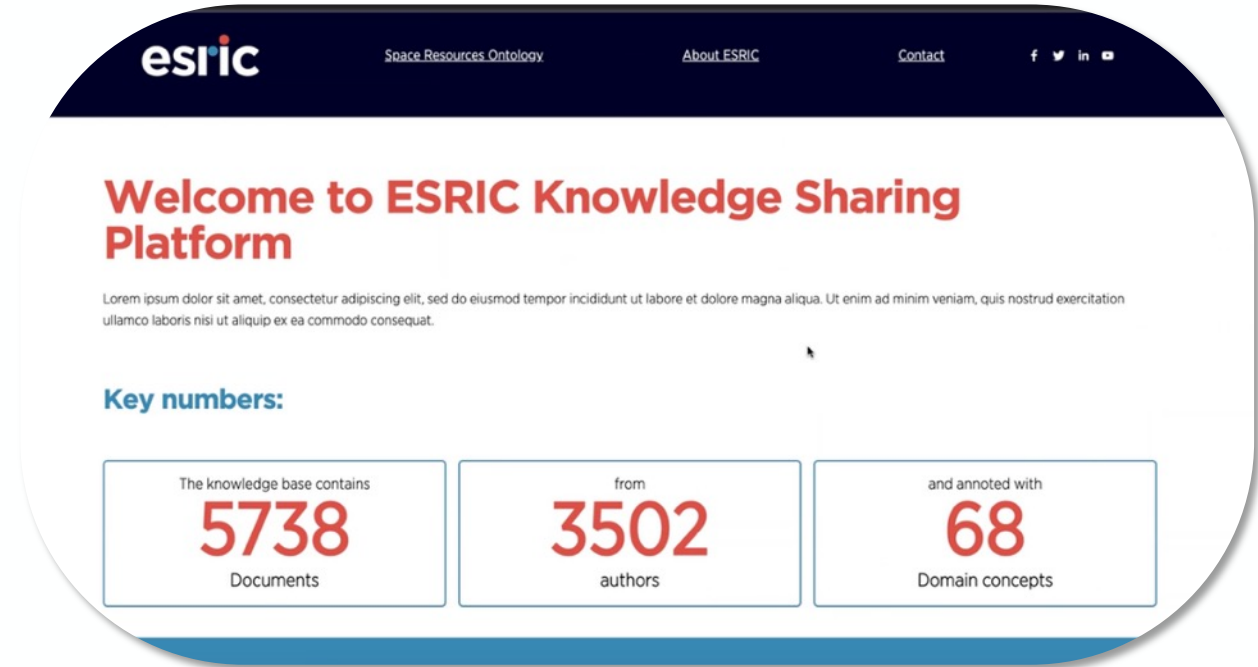 esric
Space Resources Ontology
About ESRIC
Contact
f in
Welcome to ESRIC Knowledge Sharing
Platform
Lorem ipsum dolor sit amet, consectetur adipiscing elit, sed do eiusmod tempor incididunt ut labore et dolore magna aliqua. Ut enim ad minim veniam, quis nostrud exercitation
ullamco laboris nisi ut aliquip ex ea commodo consequat.
Key numbers:
The knowledge base contains
5738
Documents
from
3502
authors
and annoted with
68
Domain concepts